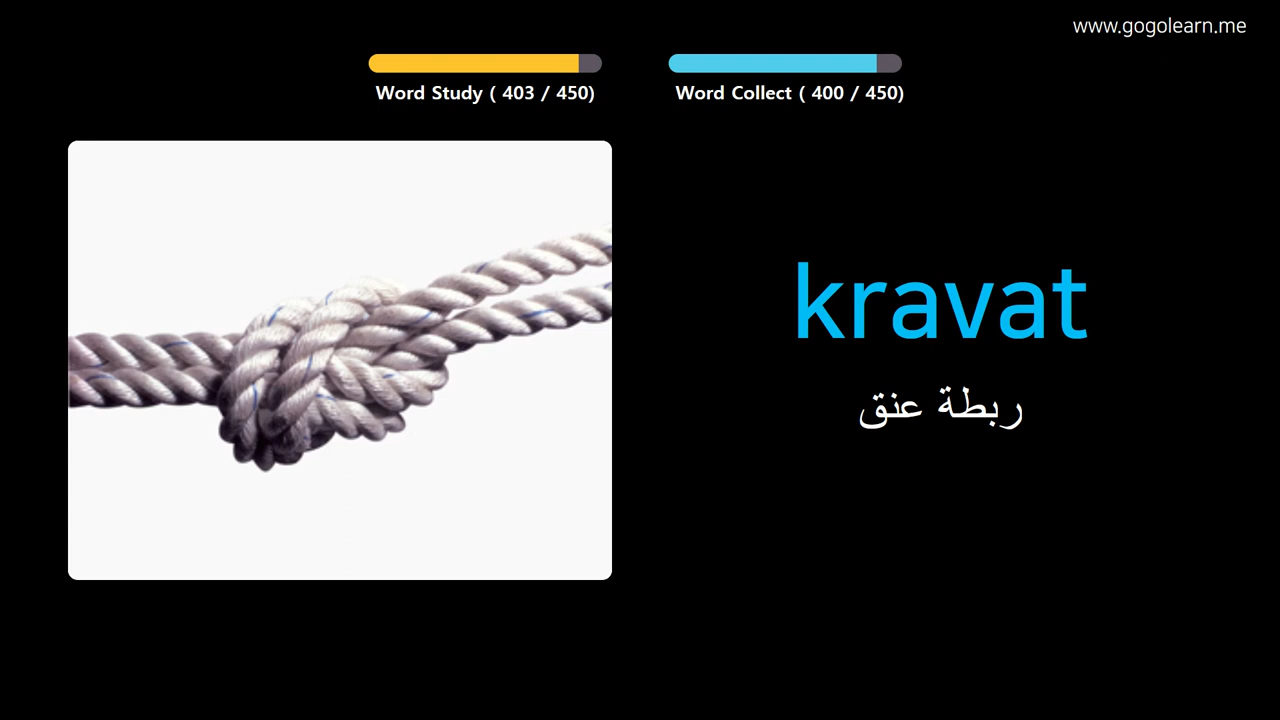 www.gogolearn.me
Word Study ( 403 / 450)
Word Collect ( 400 / 450)
kravat
ربطة عنق